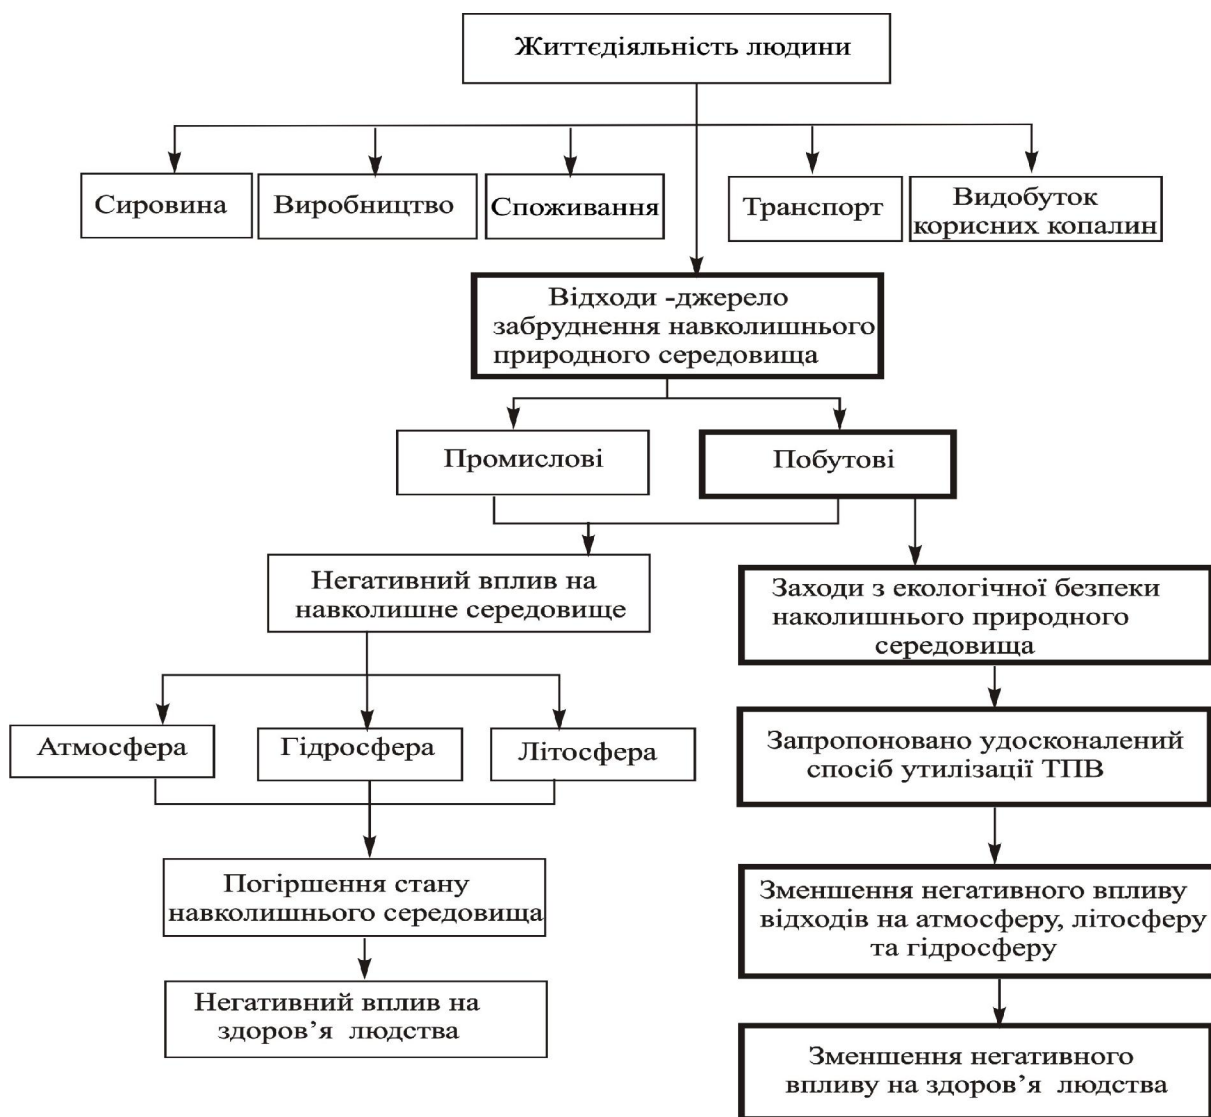 Життєдіяльність людини
Сировина
Виробництво
Споживання
Транспорт
Видобуток
корисних копалин
Відходи -джерело
забруднення навколишнього
природного середовища
Промислові
Побутові
Негативний вплив на
навколишне середовище
Заходи з екологічної безпеки
наколишнього природного
середовища
Атмосфера
Гідросфера
Літосфера
Запропоновано удосконалений
спосіб утилізації ТПВ
Погіршення стану
навколишнього середовища
Зменшення негативного впливу
відходів на атмосферу, літосферу
та гідросферу
Негативний вплив на
здоров’я людства
Зменшення негативного
впливу на здоров’я людства